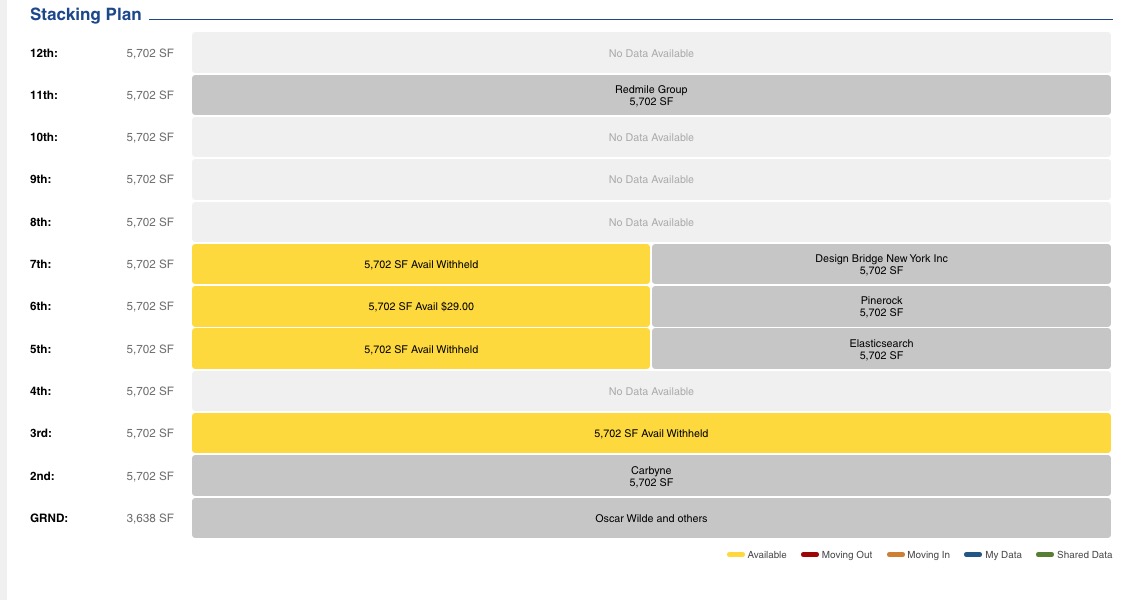 Stacking Plan
12th: 5,702 SF No Data Available
11th: 5,702 SF Redmile Group
5,702 SF
10th: 5,702 SF No Data Available
9th: 5,702 SF No Data Available
8th: 5,702 SF No Data Available
7th: 5,702 SF 5,702 SF Avail Withheld Design Bridge New York Inc
5,702 SF
6th: 5,702 SF 5,702 SF Avail $29.00 Pinerock
5,702 SF
5th: 5,702 SF 5,702 SF Avail Withheld Elasticsearch
5,702 SF
4th: 5,702 SF No Data Available
3rd: 5,702 SF 5,702 SF Avail Withheld
2nd: 5,702 SF Carbyne
5,702 SF
GRND: 3,638 SF Oscar Wilde and others
Available Moving Out Moving In My Data Shared Data